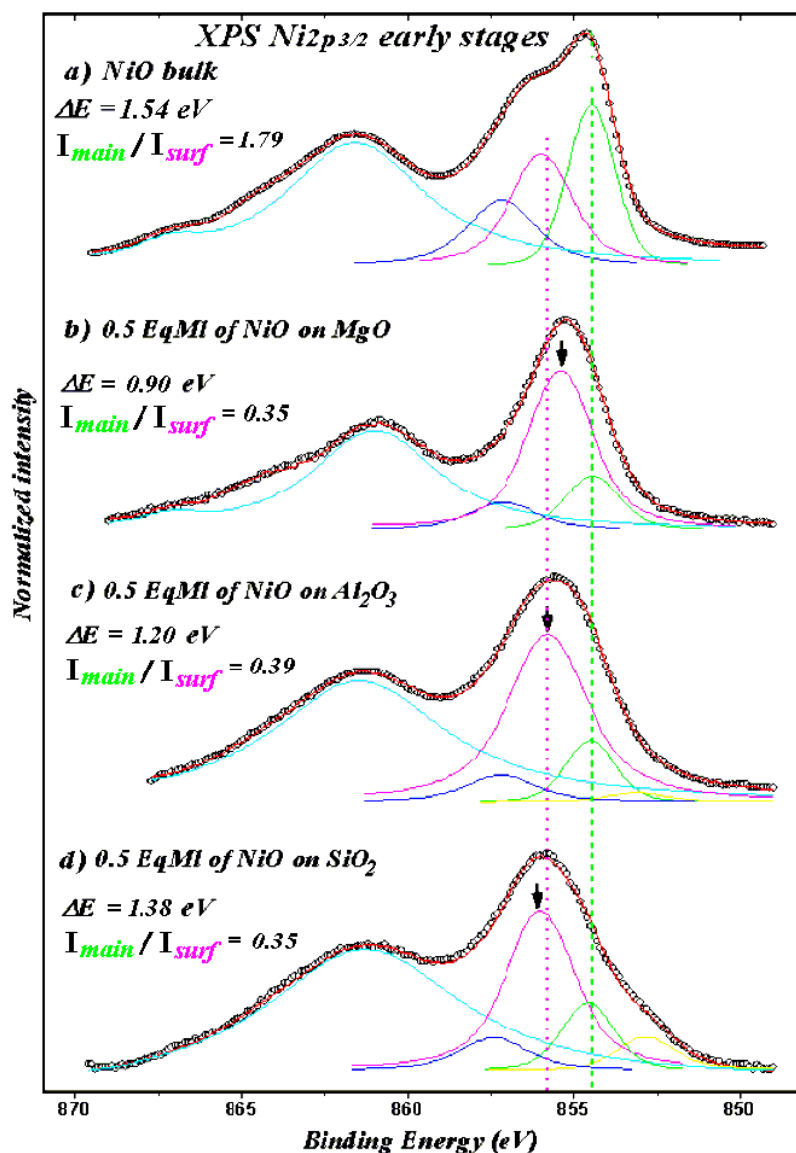 XPS Ni2p3/2 early stages
a) NiO bulk
ΔE = 1.54 eV
Imain / Isurf = 1.79
b) 0.5 EqMl of NiO on MgO
ΔE = 0.90 eV
Imain / Isurf = 0.35
c) 0.5 EqMl of NiO on Al2O3
ΔE = 1.20 eV
Imain / Isurf = 0.39
d) 0.5 EqMl of NiO on SiO2
ΔE = 1.38 eV
Imain / Isurf = 0.35
Normalized intensity
870 865 860 855 850
Binding Energy (eV)